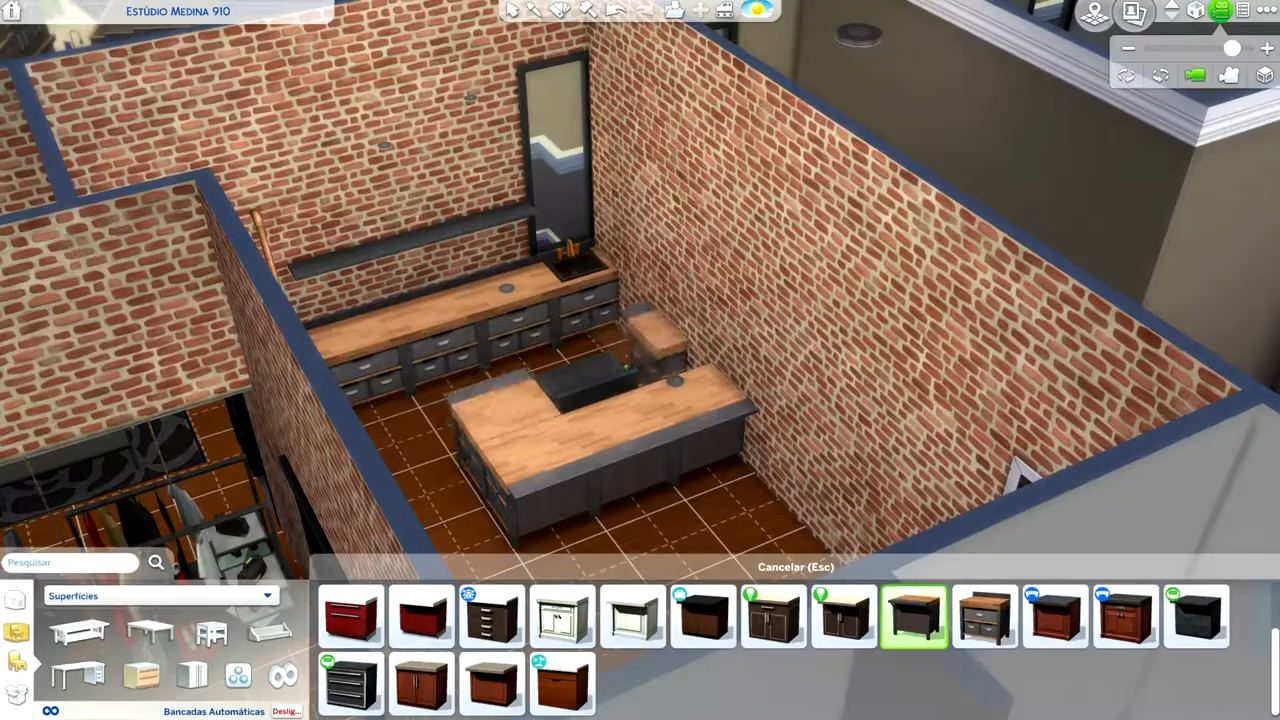 ESTÚDIO MEDINA 910
Pesquisar
Cancelar (Esc)
Superfícies
Bancadas Automáticas
Deslig...